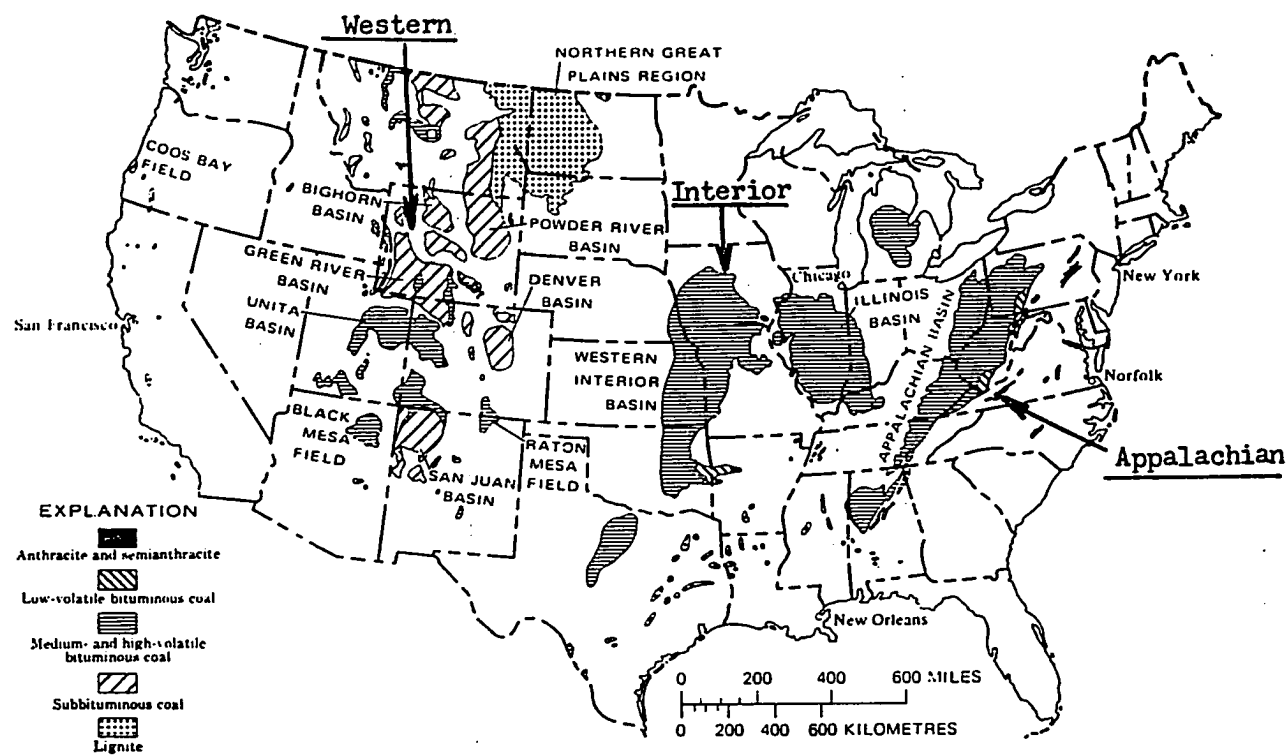 Western
NORTHERN GREAT
PLAINS REGION
COOS BAY
FIELD
BIGHORN
BASIN
Interior
POWDER RIVER
BASIN
GREEN RIVER
BASIN
UNITA
BASIN
DENVER
BASIN
Chicago
ILLINOIS
BASIN
New York
San Francisco
WESTERN
INTERIOR
BASIN
APPALACHIAN BASIN
Norfolk
BLACK
MESA
FIELD
RATON
MESA
FIELD
SAN JUAN
BASIN
Appalachian
EXPLANATION
Anthracite and semianthracite
Low-volatile bituminous coal
Medium- and high-volatile
bituminous coal
Subbituminous coal
Lignite
New Orleans
0 200 400 600 MILES
0 200 400 600 KILOMETRES